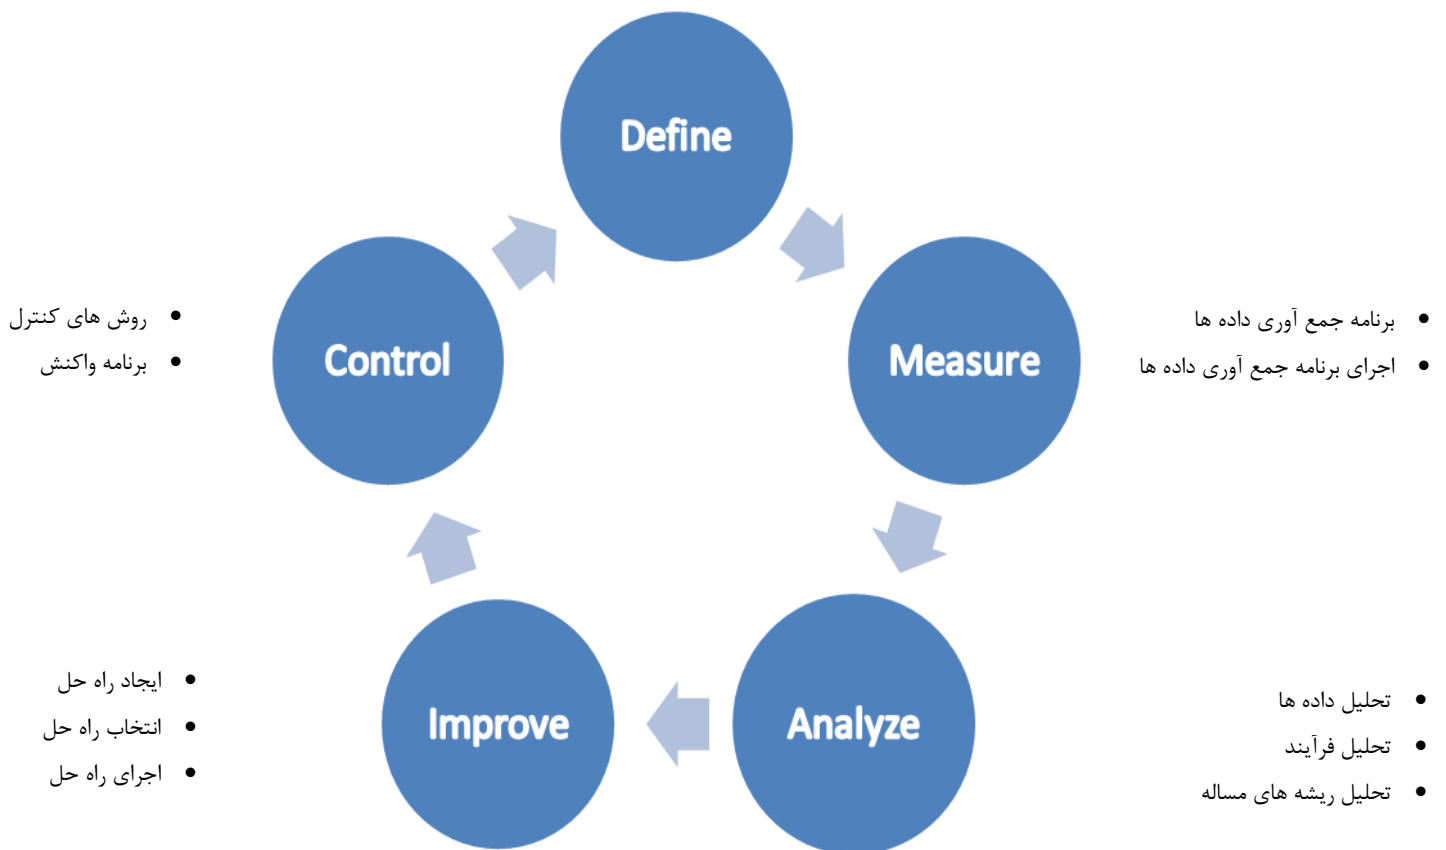 Define
Measure
• برنامه جمع آوری داده ها
• اجرای برنامه جمع آوری داده ها
Analyze
• تحلیل داده ها
• تحلیل فرآیند
• تحلیل ریشه های مساله
Improve
• ایجاد راه حل
• انتخاب راه حل
• اجرای راه حل
Control
• روش های کنترل
• برنامه واکنش